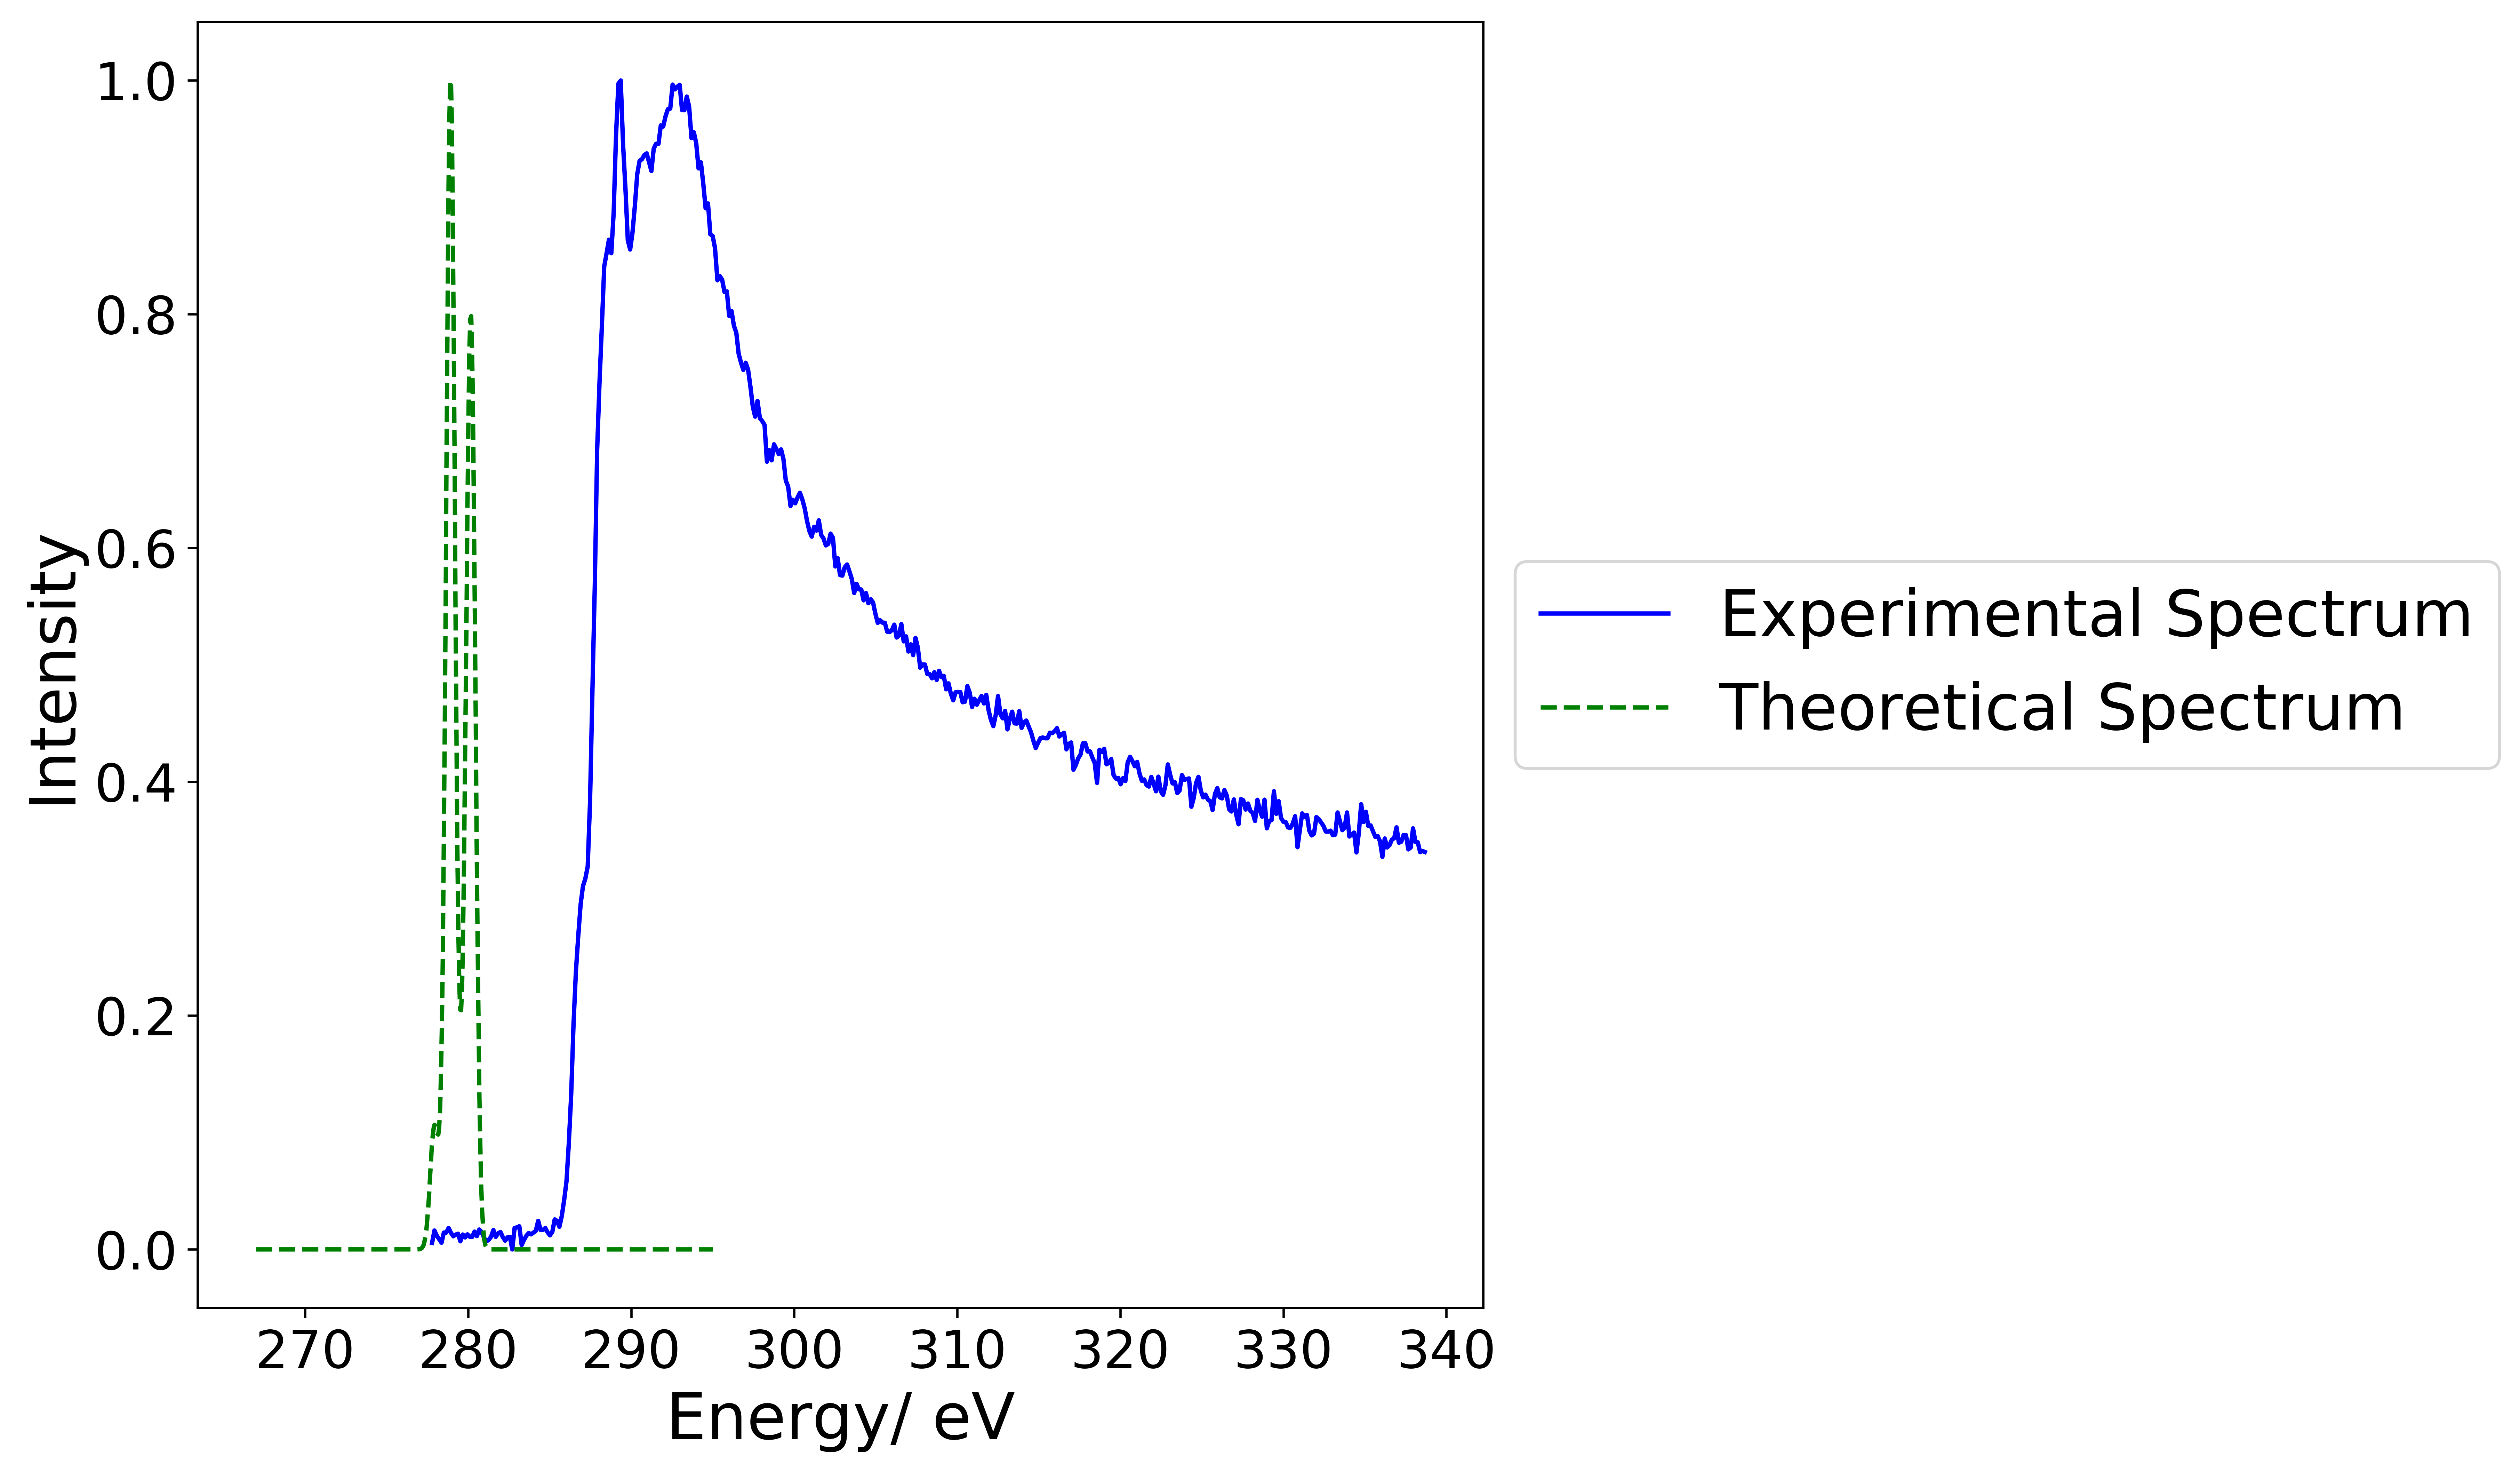 1.0
0.8
0.6
0.4
0.2
0.0
Intensity
270 280 290 300 310 320 330 340
Energy/ eV
Experimental Spectrum
Theoretical Spectrum